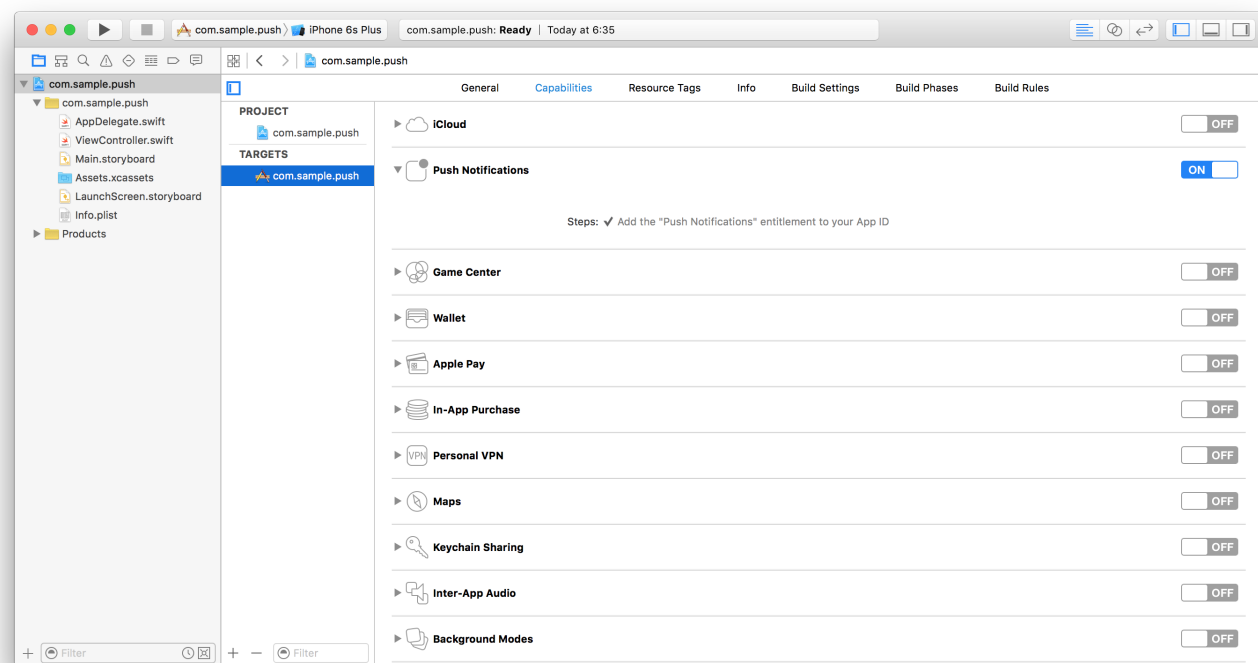 com.sample.push iPhone 6s Plus com.sample.push: Ready | Today at 6:35
com.sample.push
com.sample.push
com.sample.push
AppDelegate.swift
ViewController.swift
Main.storyboard
Assets.xcassets
LaunchScreen.storyboard
Info.plist
Products
Filter
General Capabilities Resource Tags Info Build Settings Build Phases Build Rules
PROJECT
com.sample.push
TARGETS
com.sample.push
Filter
iCloud OFF
Push Notifications ON
Steps: ✓ Add the "Push Notifications" entitlement to your App ID
Game Center OFF
Wallet OFF
Apple Pay OFF
In-App Purchase OFF
VPN Personal VPN OFF
Maps OFF
Keychain Sharing OFF
Inter-App Audio OFF
Background Modes OFF